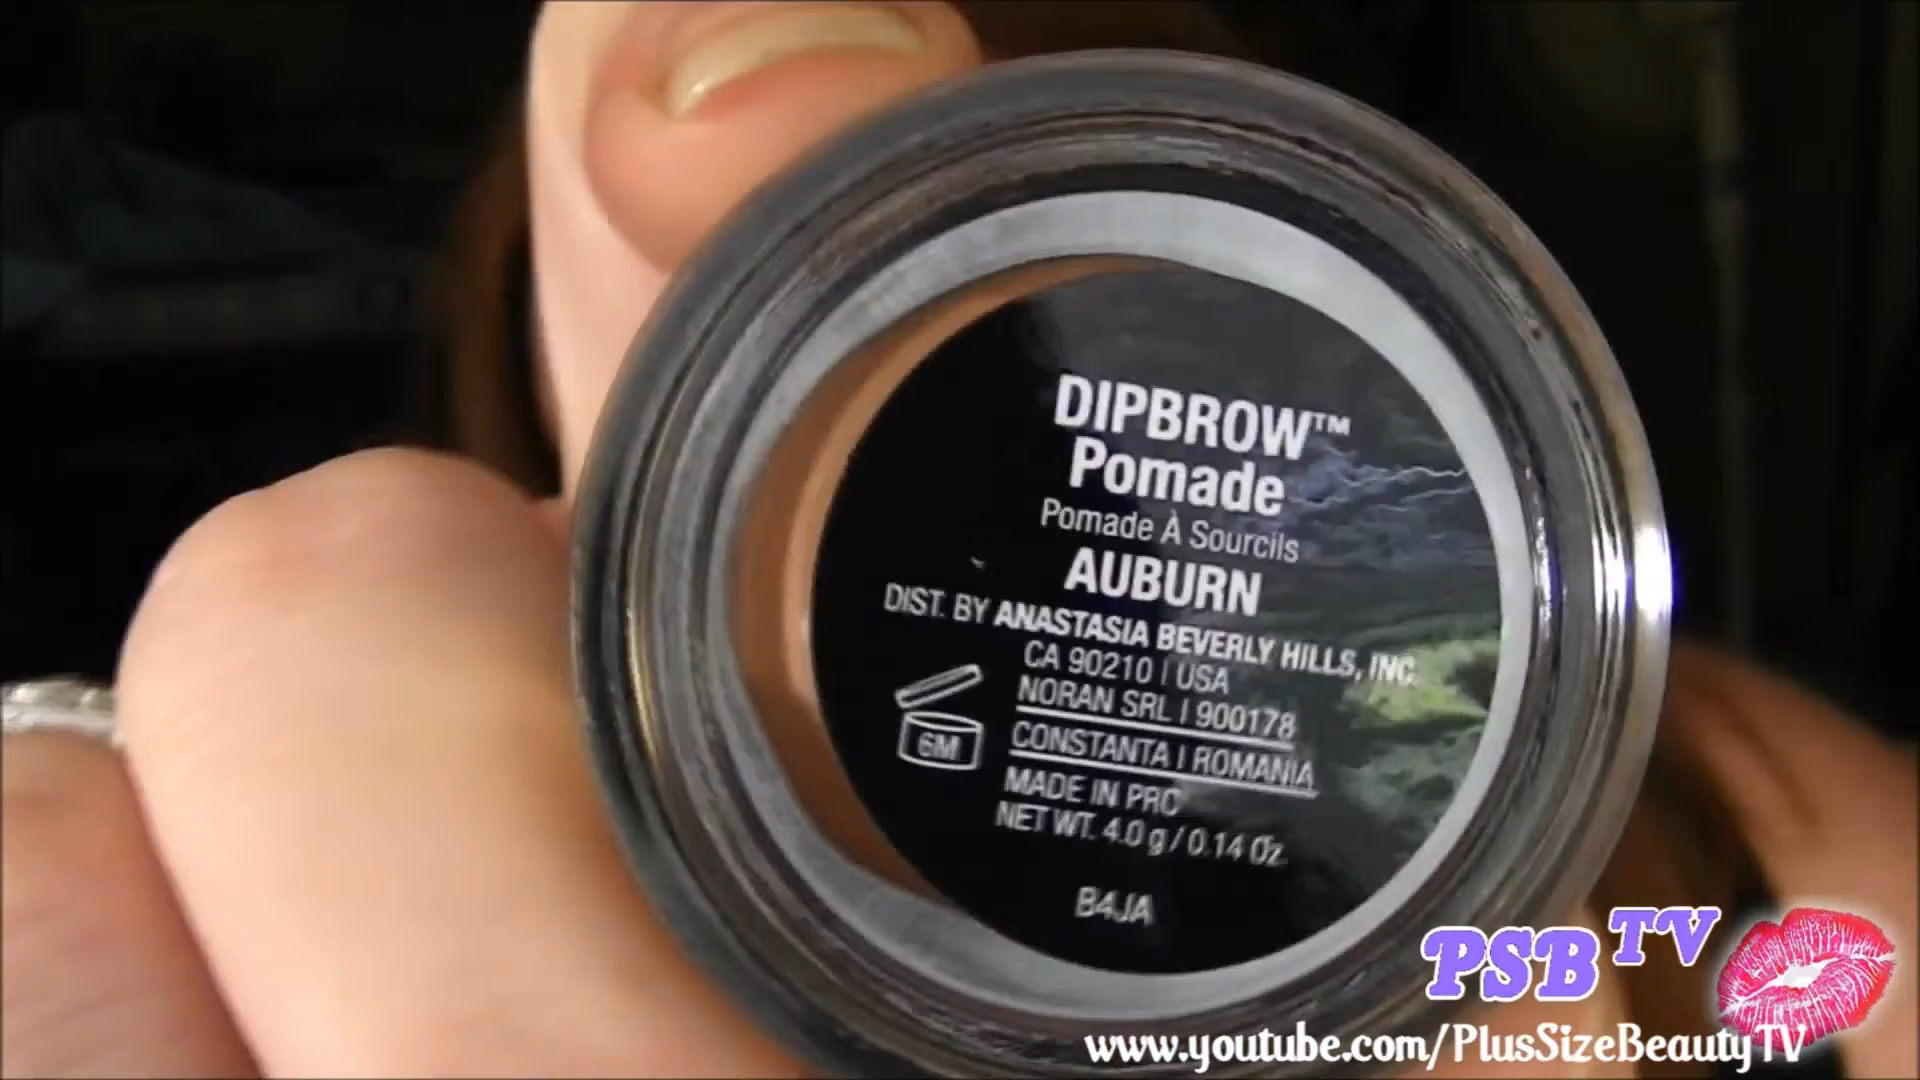 DIPBROW™
Pomade
Pomade À Sourcils
AUBURN
DIST. BY ANASTASIA BEVERLY HILLS, INC.
CA 90210 | USA
NORAN SRL | 900178
CONSTANTA | ROMANIA
6M
MADE IN PRC
NET WT. 4.0 g / 0.14 Oz.
B4JA
PSB TV
www.youtube.com/PlusSizeBeautyTV